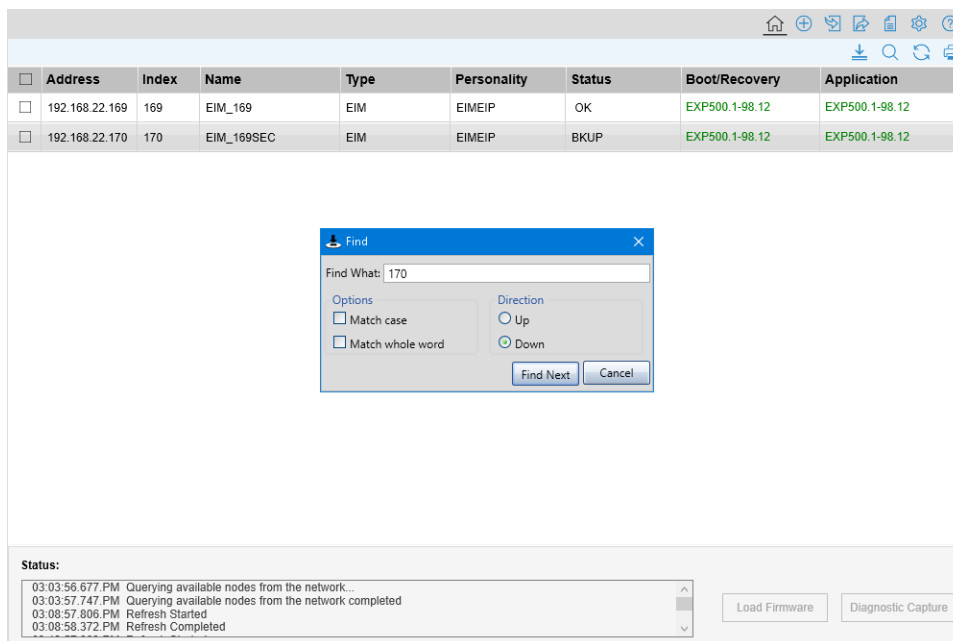 Address Index Name Type Personality Status Boot/Recovery Application
192.168.22.169 169 EIM_169 EIM EIMEIP OK EXP500.1-98.12 EXP500.1-98.12
192.168.22.170 170 EIM_169SEC EIM EIMEIP BKUP EXP500.1-98.12 EXP500.1-98.12
Find
Find What: 170
Options Direction
Match case Up
Match whole word Down
Find Next Cancel
Status:
03:03:56.677.PM Querying available nodes from the network...
03:03:57.747.PM Querying available nodes from the network completed
03:08:57.806.PM Refresh Started
03:08:58.372.PM Refresh Completed
Load Firmware Diagnostic Capture